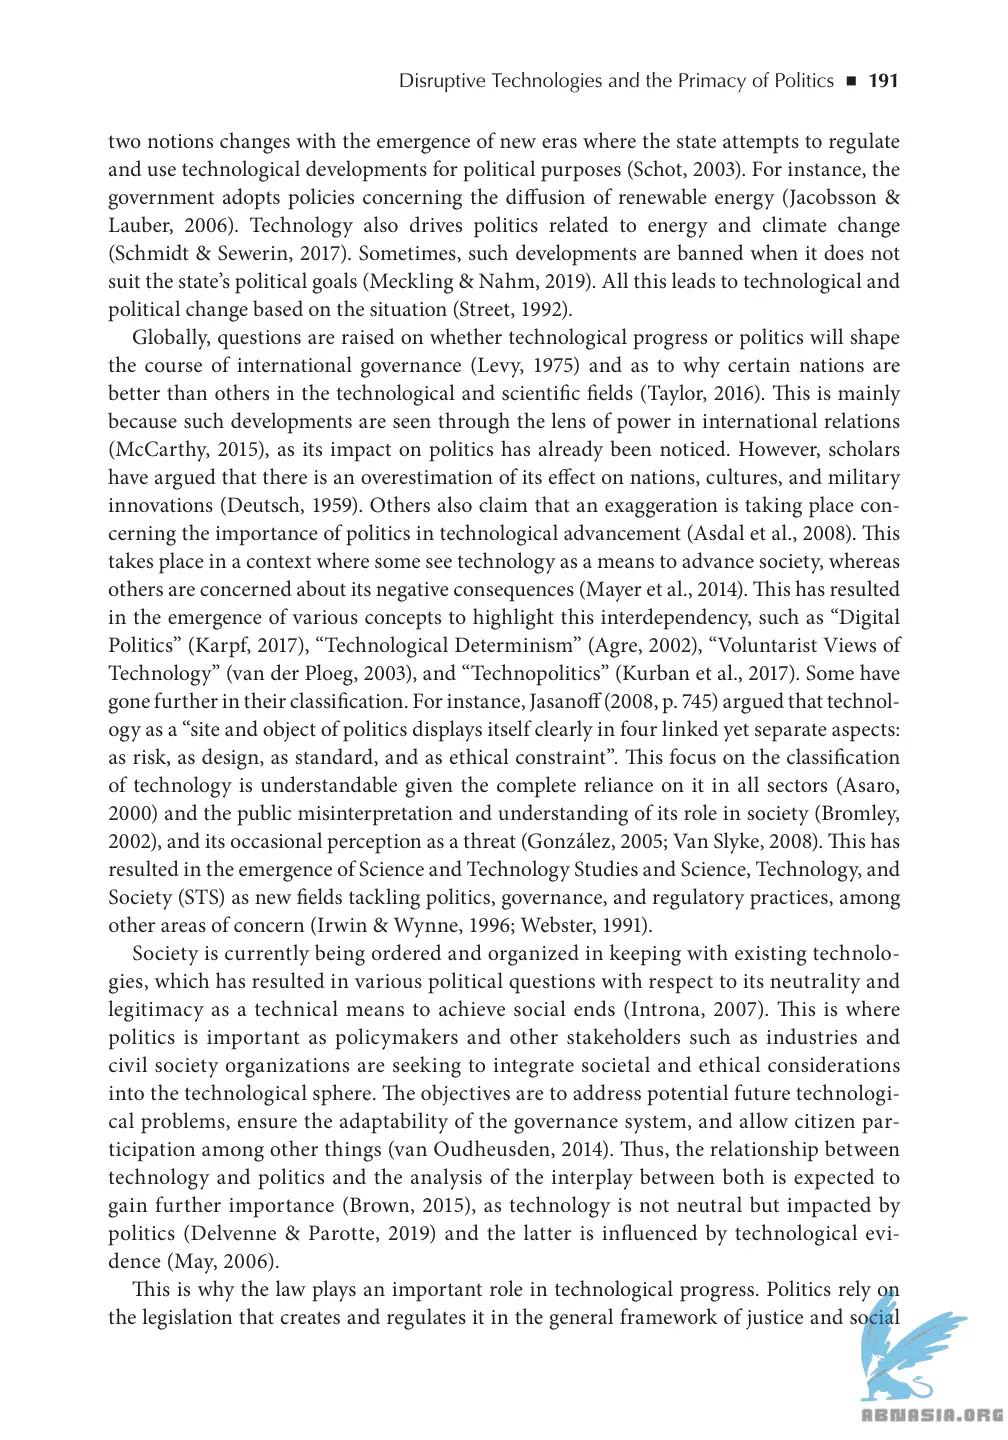 Disruptive Technologies and the Primacy of Politics ■ 191
two notions changes with the emergence of new eras where the state attempts to regulate
and use technological developments for political purposes (Schot, 2003). For instance, the
government adopts policies concerning the diffusion of renewable energy (Jacobsson &
Lauber, 2006). Technology also drives politics related to energy and climate change
(Schmidt & Sewerin, 2017). Sometimes, such developments are banned when it does not
suit the state’s political goals (Meckling & Nahm, 2019). All this leads to technological and
political change based on the situation (Street, 1992).
Globally, questions are raised on whether technological progress or politics will shape
the course of international governance (Levy, 1975) and as to why certain nations are
better than others in the technological and scientific fields (Taylor, 2016). This is mainly
because such developments are seen through the lens of power in international relations
(McCarthy, 2015), as its impact on politics has already been noticed. However, scholars
have argued that there is an overestimation of its effect on nations, cultures, and military
innovations (Deutsch, 1959). Others also claim that an exaggeration is taking place con-
cerning the importance of politics in technological advancement (Asdal et al., 2008). This
takes place in a context where some see technology as a means to advance society, whereas
others are concerned about its negative consequences (Mayer et al., 2014). This has resulted
in the emergence of various concepts to highlight this interdependency, such as “Digital
Politics” (Karpf, 2017), “Technological Determinism” (Agre, 2002), “Voluntarist Views of
Technology” (van der Ploeg, 2003), and “Technopolitics” (Kurban et al., 2017). Some have
gone further in their classification. For instance, Jasanoff (2008, p. 745) argued that technol-
ogy as a “site and object of politics displays itself clearly in four linked yet separate aspects:
as risk, as design, as standard, and as ethical constraint”. This focus on the classification
of technology is understandable given the complete reliance on it in all sectors (Asaro,
2000) and the public misinterpretation and understanding of its role in society (Bromley,
2002), and its occasional perception as a threat (González, 2005; Van Slyke, 2008). This has
resulted in the emergence of Science and Technology Studies and Science, Technology, and
Society (STS) as new fields tackling politics, governance, and regulatory practices, among
other areas of concern (Irwin & Wynne, 1996; Webster, 1991).
Society is currently being ordered and organized in keeping with existing technolo-
gies, which has resulted in various political questions with respect to its neutrality and
legitimacy as a technical means to achieve social ends (Introna, 2007). This is where
politics is important as policymakers and other stakeholders such as industries and
civil society organizations are seeking to integrate societal and ethical considerations
into the technological sphere. The objectives are to address potential future technologi-
cal problems, ensure the adaptability of the governance system, and allow citizen par-
ticipation among other things (van Oudheusden, 2014). Thus, the relationship between
technology and politics and the analysis of the interplay between both is expected to
gain further importance (Brown, 2015), as technology is not neutral but impacted by
politics (Delvenne & Parotte, 2019) and the latter is influenced by technological evi-
dence (May, 2006).
This is why the law plays an important role in technological progress. Politics rely on
the legislation that creates and regulates it in the general framework of justice and social
ABNASIA.ORG